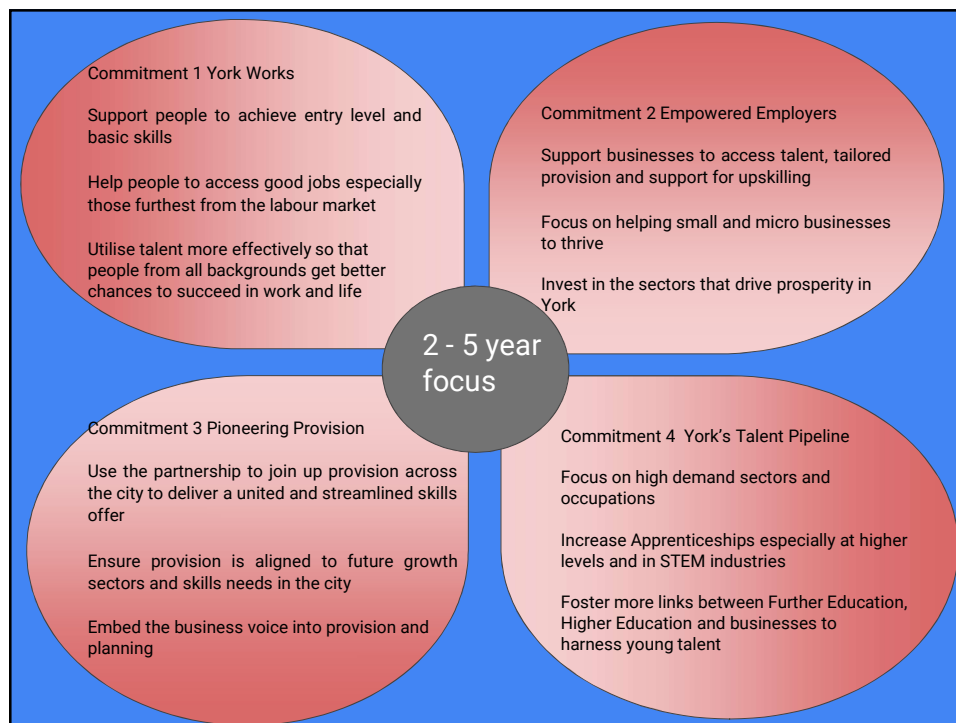 Commitment 1 York Works
Support people to achieve entry level and
basic skills
Help people to access good jobs especially
those furthest from the labour market
Utilise talent more effectively so that
people from all backgrounds get better
chances to succeed in work and life
Commitment 2 Empowered Employers
Support businesses to access talent, tailored
provision and support for upskilling
Focus on helping small and micro businesses
to thrive
Invest in the sectors that drive prosperity in
York
2 - 5 year
focus
Commitment 3 Pioneering Provision
Use the partnership to join up provision across
the city to deliver a united and streamlined skills
offer
Ensure provision is aligned to future growth
sectors and skills needs in the city
Embed the business voice into provision and
planning
Commitment 4 York’s Talent Pipeline
Focus on high demand sectors and
occupations
Increase Apprenticeships especially at higher
levels and in STEM industries
Foster more links between Further Education,
Higher Education and businesses to
harness young talent